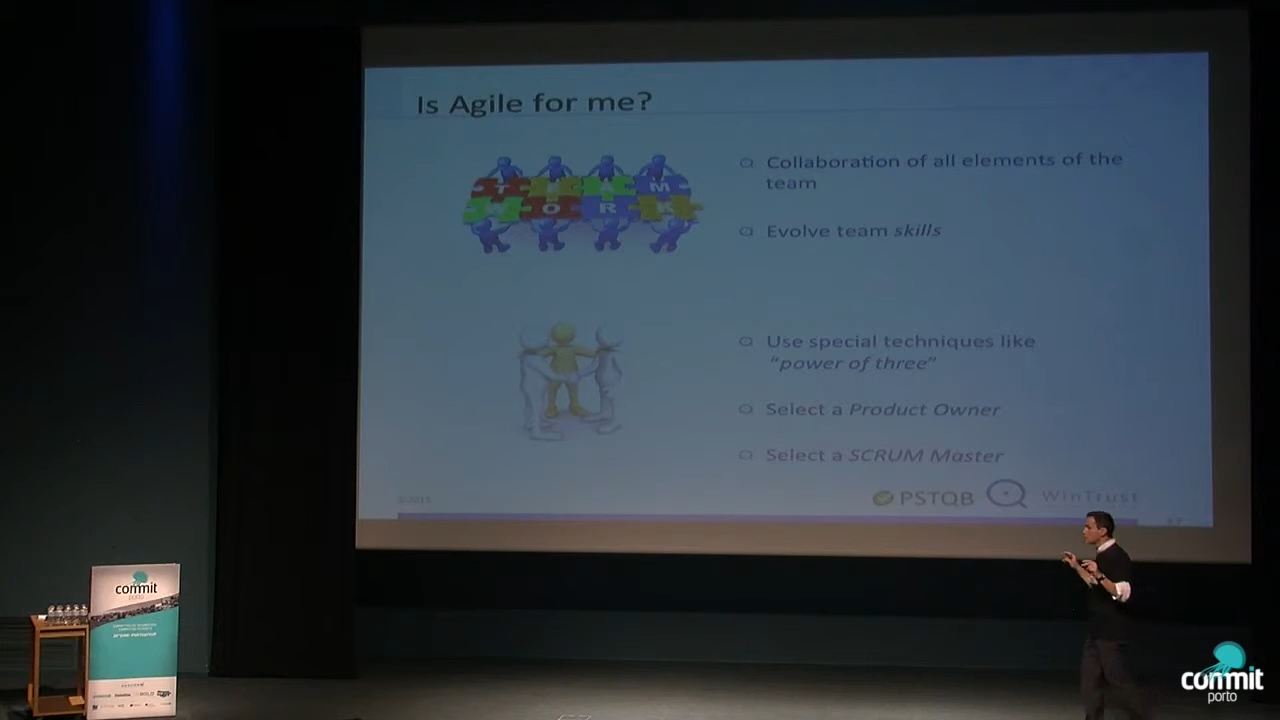 Is Agile for me?
T A M
O R K
Collaboration of all elements of the
team
Evolve team skills
Use special techniques like
“power of three”
Select a Product Owner
Select a SCRUM Master
PSTQB
WinTrust
commit
porto
commit
porto